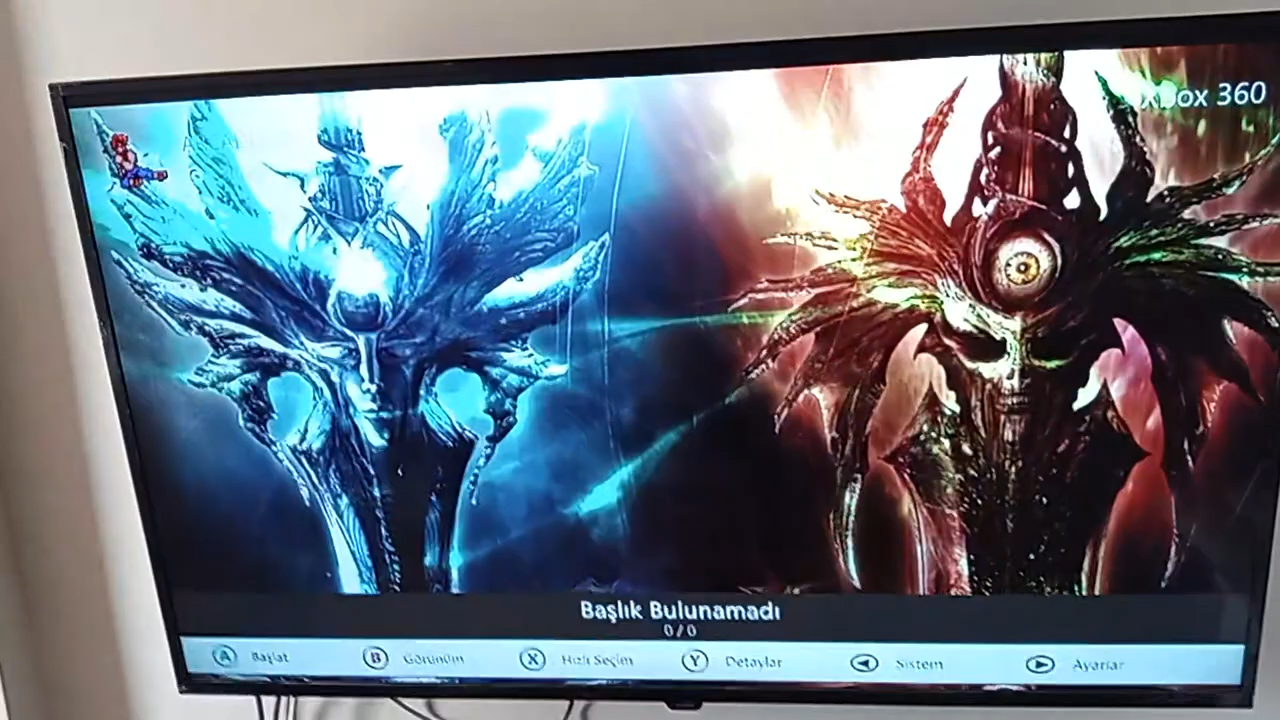 Xbox 360
Başlık Bulunamadı
0/0
A Başlat B Görünüm X Hızlı Seçim Y Detaylar Sistem Ayarlar